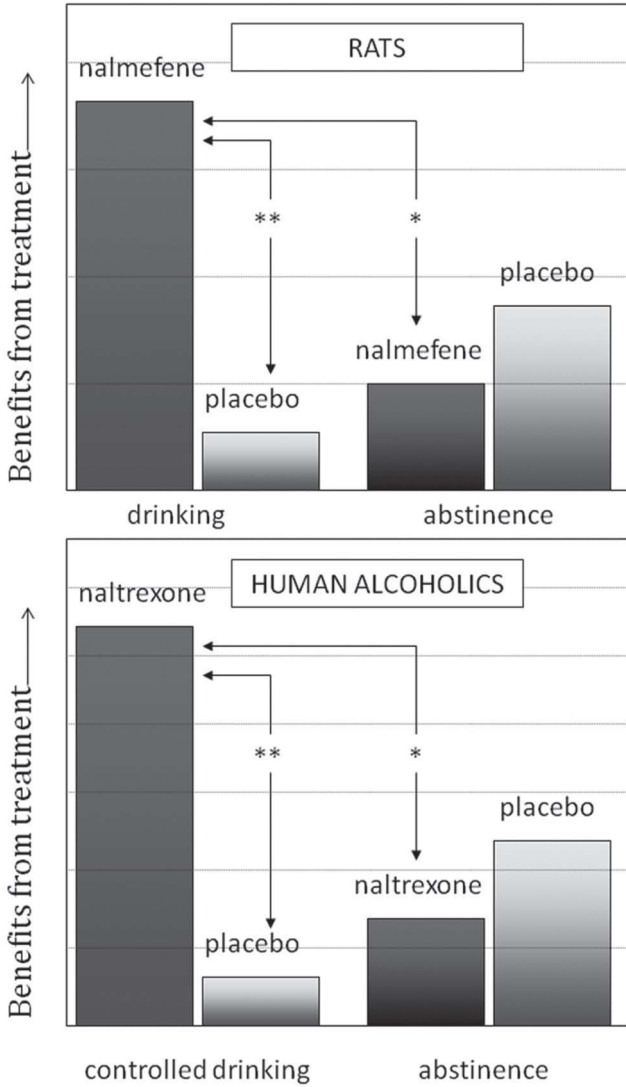 RATS
nalmefene
Benefits from treatment
**
*
placebo
nalmefene
placebo
drinking
abstinence
HUMAN ALCOHOLICS
naltrexone
Benefits from treatment
**
*
placebo
naltrexone
placebo
controlled drinking
abstinence